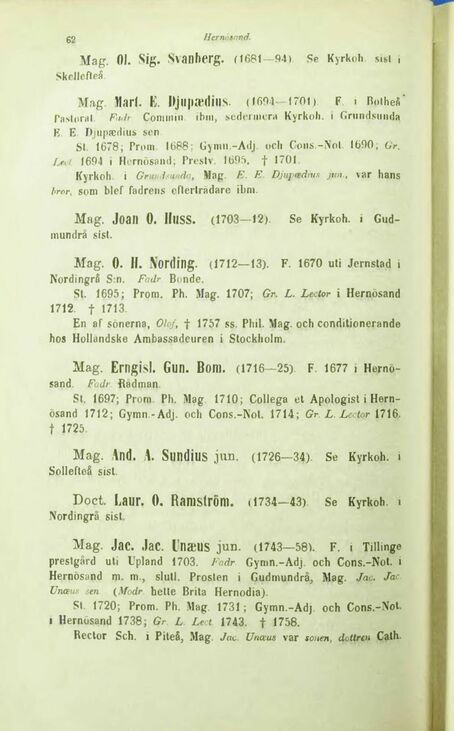 62 Hernösand.
Mag. Ol. Sig. Svanberg. (1681—94). Se Kyrkoh. sist i
Skellefteå.
Mag. Mart. E. Djupædius. (1694—1701). F. i Botheå
Pastorat. Fadr Commin. ibm, sedermera Kyrkoh. i Grundsunda
E. E. Djupædius sen.
St. 1678; Prom. 1688; Gymn.-Adj. och Cons.-Not. 1690; Gr.
Lect. 1694 i Hernösand; Prestv. 1695. † 1701.
Kyrkoh. i Grundsunda, Mag. E. E. Djupædius jun., var hans
bror, som blef fadrens efterträdare ibm.
Mag. Joan O. Huss. (1703—12). Se Kyrkoh. i Gud-
mundrå sist.
Mag. O. H. Nording. (1712—13). F. 1670 uti Jernstad i
Nordingrå S:n. Fadr Bonde.
St. 1695; Prom. Ph. Mag. 1707; Gr. L. Lector i Hernösand
1712. † 1713.
En af sönerna, Olof, † 1757 ss. Phil. Mag. och conditionerande
hos Hollandske Ambassadeuren i Stockholm.
Mag. Erngisl. Gun. Bom. (1716—25). F. 1677 i Hernö-
sand. Fadr Rådman.
St. 1697; Prom. Ph. Mag. 1710; Collega et Apologist i Hern-
ösand 1712; Gymn.-Adj. och Cons.-Not. 1714; Gr. L. Lector 1716.
† 1725.
Mag. And. A. Sundius jun. (1726—34). Se Kyrkoh. i
Sollefteå sist.
Doct. Laur. O. Ramström. (1734—43). Se Kyrkoh. i
Nordingrå sist.
Mag. Jac. Jac. Unæus jun. (1743—58). F. i Tillinge
prestgård uti Upland 1703. Fadr Gymn.-Adj. och Cons.-Not. i
Hernösand m. m., slutl. Prosten i Gudmundrå, Mag. Jac. Jac.
Unæus sen. (Modr hette Brita Hernodia).
St. 1720; Prom. Ph. Mag. 1731; Gymn.-Adj. och Cons.-Not.
i Hernösand 1738; Gr. L. Lect. 1743. † 1758.
Rector Sch. i Piteå, Mag. Jac. Unæus var sonen, dottren Cath.